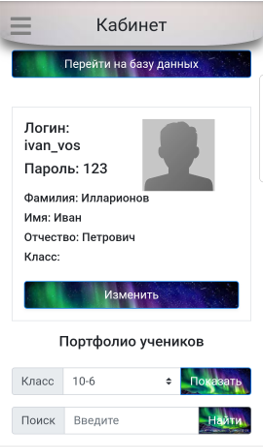 Кабинет
Перейти на базу данных
Логин:
ivan_vos
Пароль: 123
Фамилия: Илларионов
Имя: Иван
Отчество: Петрович
Класс:
Изменить
Портфолио учеников
Класс 10-6 Показать
Поиск Введите Найти